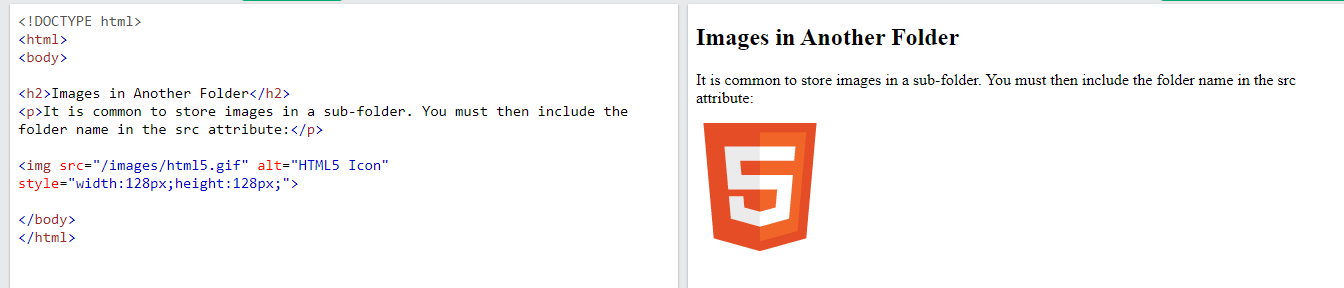 <!DOCTYPE html>
<html>
<body>
<h2>Images in Another Folder</h2>
<p>It is common to store images in a sub-folder. You must then include the
folder name in the src attribute:</p>
<img src="/images/html5.gif" alt="HTML5 Icon"
style="width:128px;height:128px;">
</body>
</html>
Images in Another Folder
It is common to store images in a sub-folder. You must then include the folder name in the src
attribute:
5